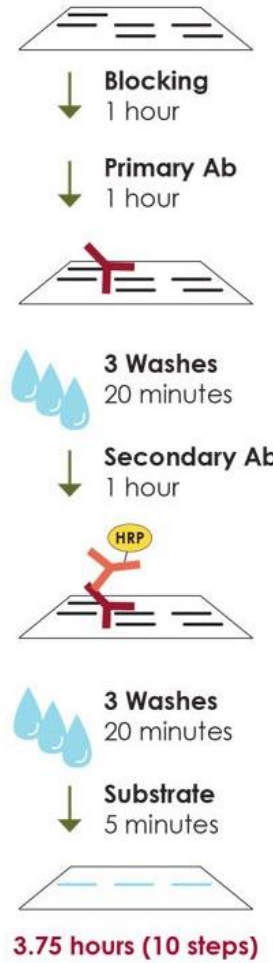 Blocking
1 hour
Primary Ab
1 hour
3 Washes
20 minutes
Secondary Ab
1 hour
HRP
3 Washes
20 minutes
Substrate
5 minutes
3.75 hours (10 steps)